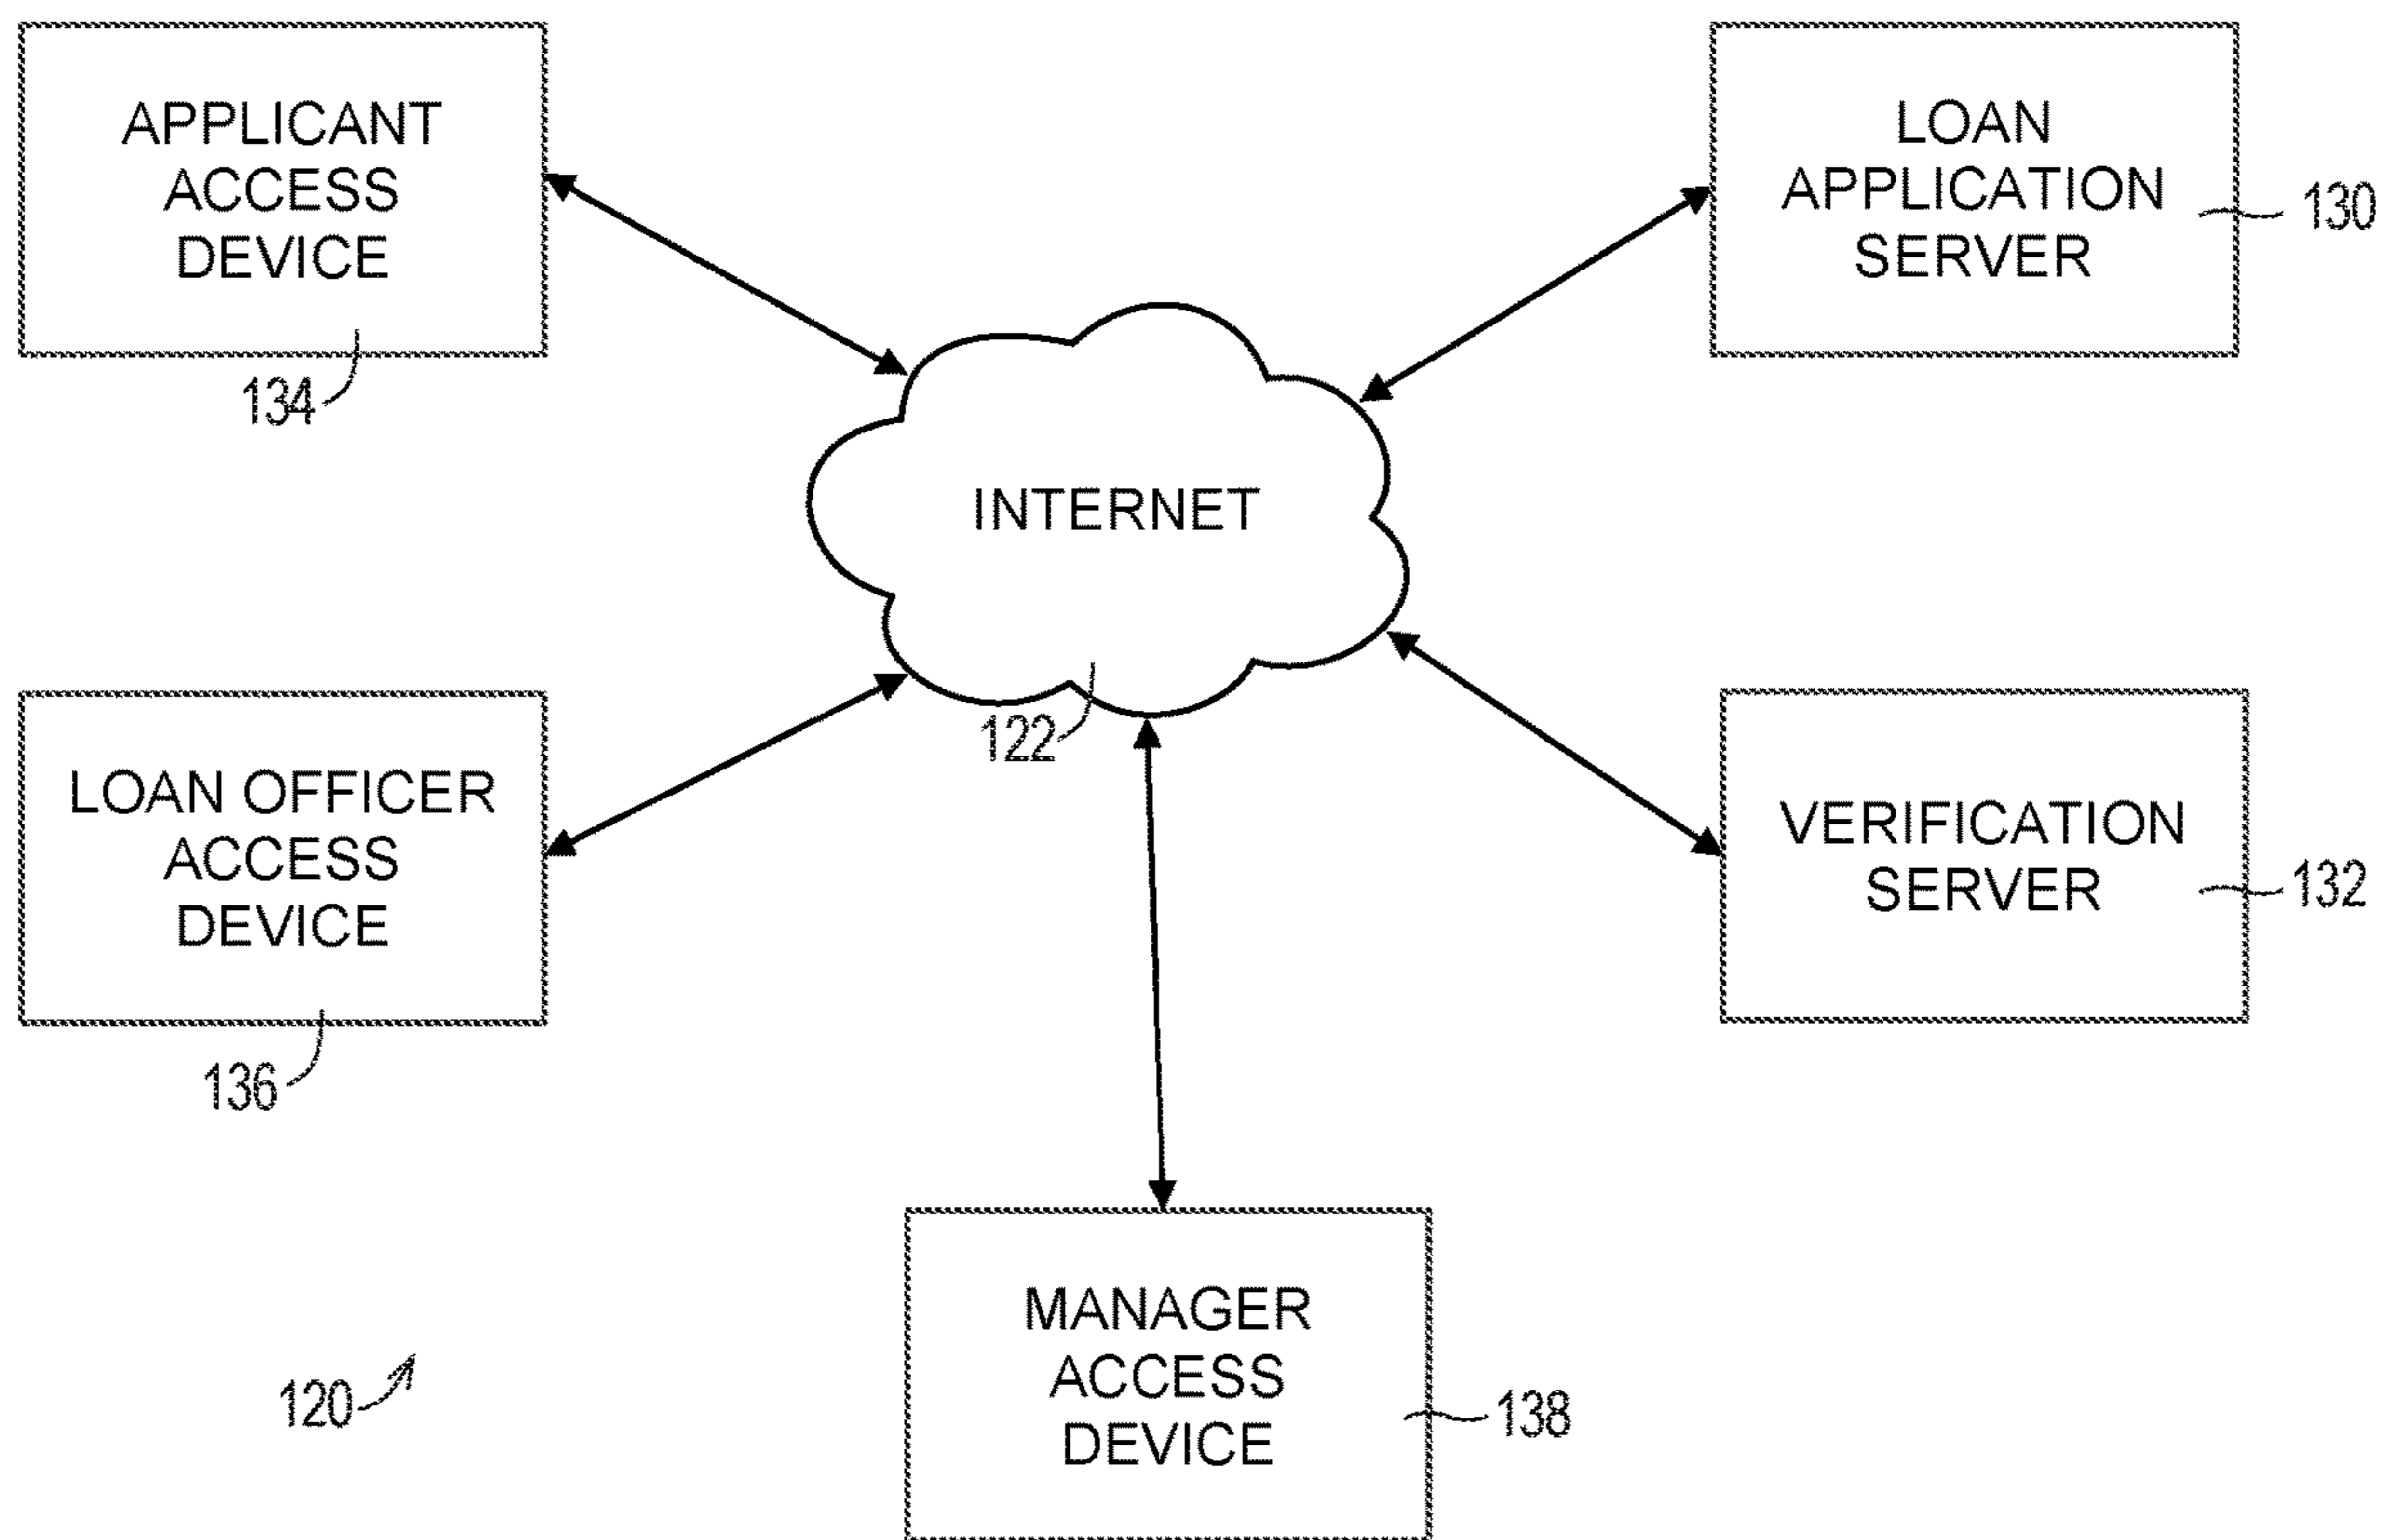 APPLICANT
ACCESS
DEVICE
134
LOAN
APPLICATION
SERVER
130
INTERNET
122
LOAN OFFICER
ACCESS
DEVICE
136
VERIFICATION
SERVER
132
MANAGER
ACCESS
DEVICE
138
120